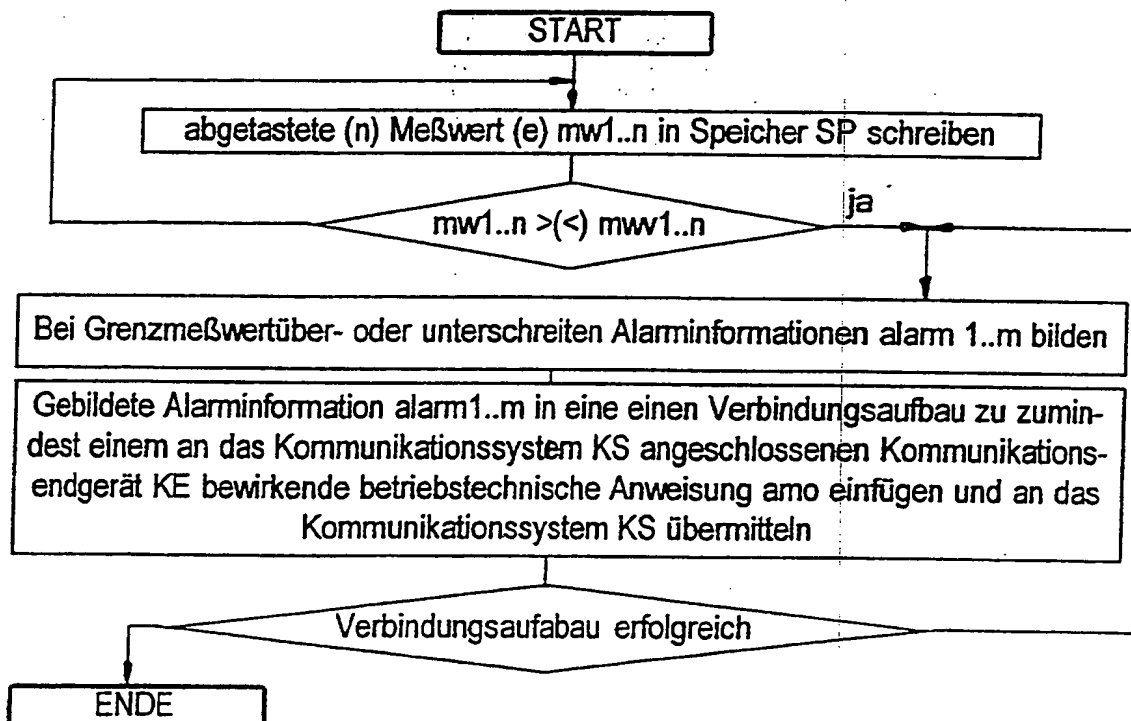 START
abgetastete (n) Meßwert (e) mw1..n in Speicher SP schreiben
mw1..n >(<) mwv1..n
ja
Bei Grenzmeßwertüber- oder unterschreiten Alarminformationen alarm 1..m bilden
Gebildete Alarminformation alarm1..m in eine einen Verbindungsaufbau zu zumin-
dest einem an das Kommunikationssystem KS angeschlossenen Kommunikations-
endgerät KE bewirkende betriebstechnische Anweisung amo einfügen und an das
Kommunikationssystem KS übermitteln
Verbindungsaufabau erfolgreich
ENDE